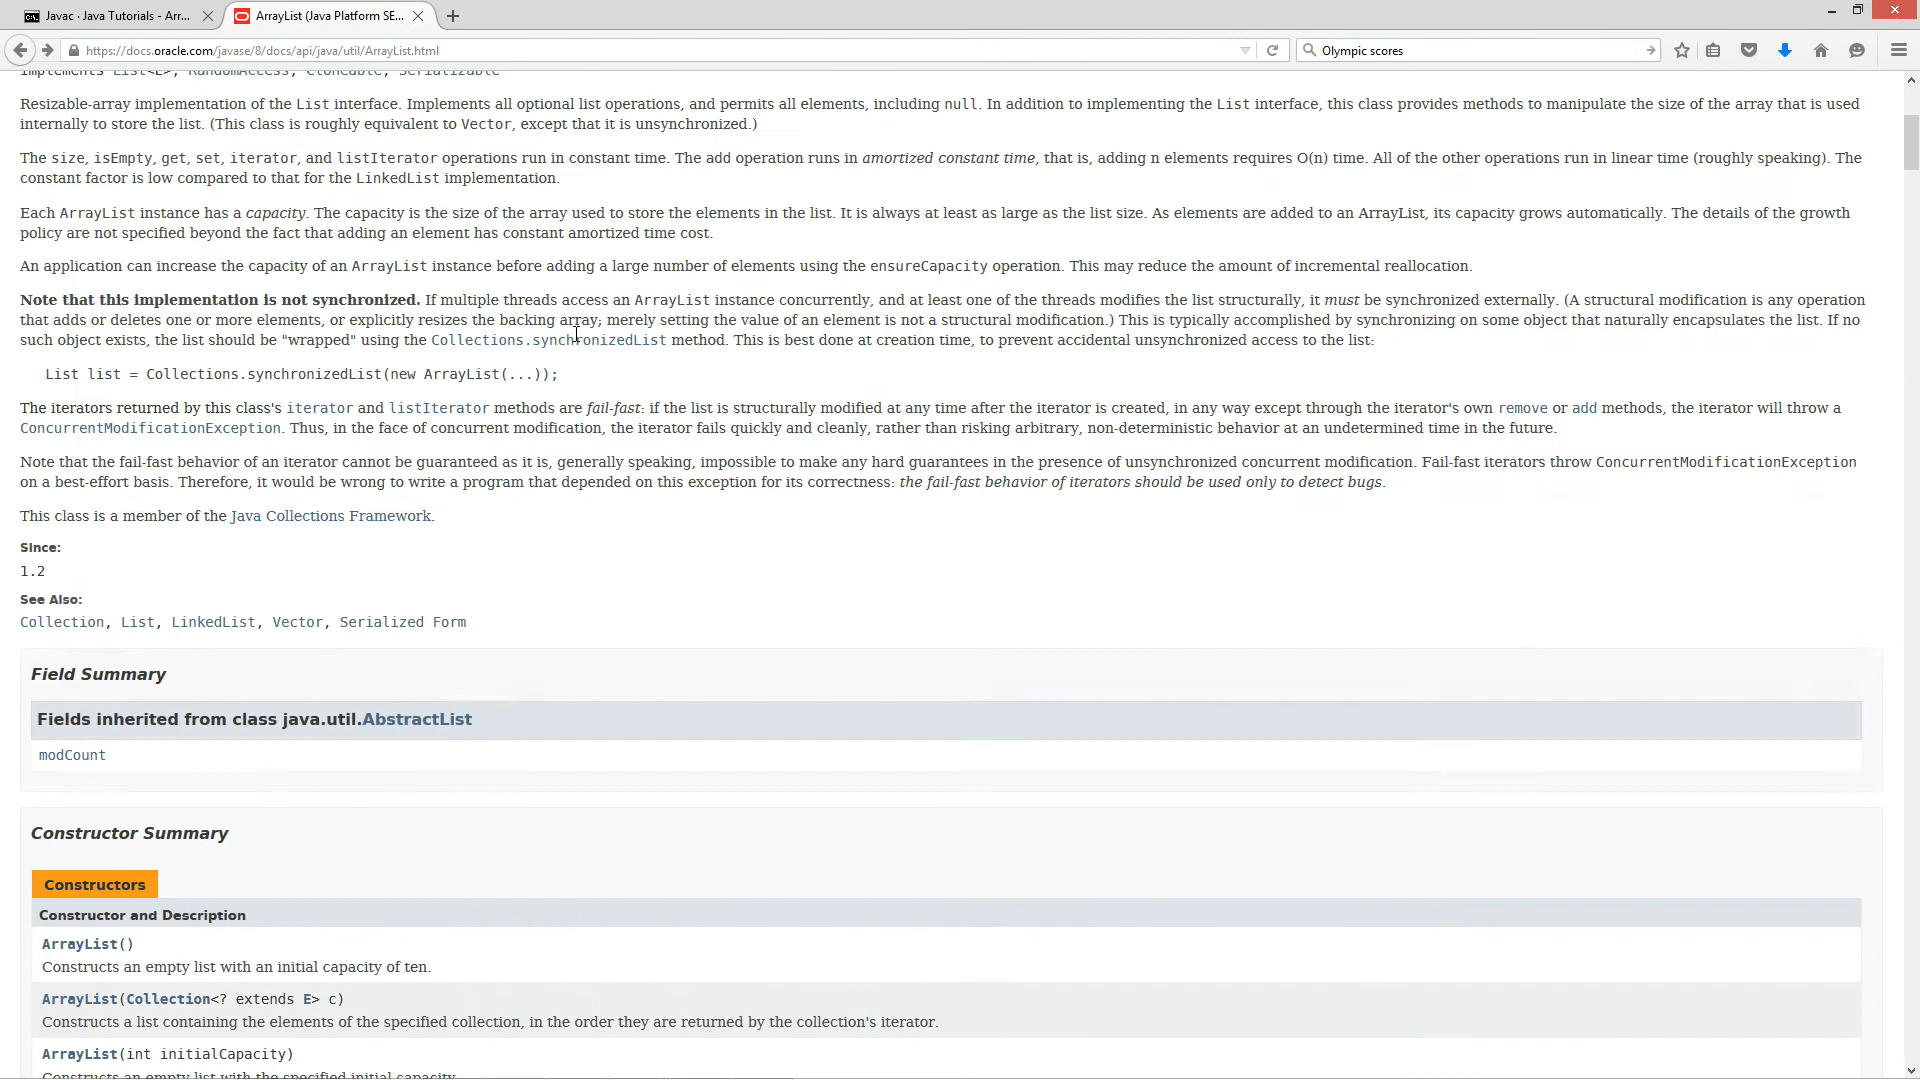 Javac · Java Tutorials - Arr...
ArrayList (Java Platform SE...
https://docs.oracle.com/javase/8/docs/api/java/util/ArrayList.html
Olympic scores
implements List<E>, RandomAccess, Cloneable, Serializable
Resizable-array implementation of the List interface. Implements all optional list operations, and permits all elements, including null. In addition to implementing the List interface, this class provides methods to manipulate the size of the array that is used
internally to store the list. (This class is roughly equivalent to Vector, except that it is unsynchronized.)
The size, isEmpty, get, set, iterator, and listIterator operations run in constant time. The add operation runs in amortized constant time, that is, adding n elements requires O(n) time. All of the other operations run in linear time (roughly speaking). The
constant factor is low compared to that for the LinkedList implementation.
Each ArrayList instance has a capacity. The capacity is the size of the array used to store the elements in the list. It is always at least as large as the list size. As elements are added to an ArrayList, its capacity grows automatically. The details of the growth
policy are not specified beyond the fact that adding an element has constant amortized time cost.
An application can increase the capacity of an ArrayList instance before adding a large number of elements using the ensureCapacity operation. This may reduce the amount of incremental reallocation.
Note that this implementation is not synchronized. If multiple threads access an ArrayList instance concurrently, and at least one of the threads modifies the list structurally, it must be synchronized externally. (A structural modification is any operation
that adds or deletes one or more elements, or explicitly resizes the backing array; merely setting the value of an element is not a structural modification.) This is typically accomplished by synchronizing on some object that naturally encapsulates the list. If no
such object exists, the list should be "wrapped" using the Collections.synchronizedList method. This is best done at creation time, to prevent accidental unsynchronized access to the list:
List list = Collections.synchronizedList(new ArrayList(...));
The iterators returned by this class's iterator and listIterator methods are fail-fast: if the list is structurally modified at any time after the iterator is created, in any way except through the iterator's own remove or add methods, the iterator will throw a
ConcurrentModificationException. Thus, in the face of concurrent modification, the iterator fails quickly and cleanly, rather than risking arbitrary, non-deterministic behavior at an undetermined time in the future.
Note that the fail-fast behavior of an iterator cannot be guaranteed as it is, generally speaking, impossible to make any hard guarantees in the presence of unsynchronized concurrent modification. Fail-fast iterators throw ConcurrentModificationException
on a best-effort basis. Therefore, it would be wrong to write a program that depended on this exception for its correctness: the fail-fast behavior of iterators should be used only to detect bugs.
This class is a member of the Java Collections Framework.
Since:
1.2
See Also:
Collection, List, LinkedList, Vector, Serialized Form
Field Summary
Fields inherited from class java.util.AbstractList
modCount
Constructor Summary
Constructors
Constructor and Description
ArrayList()
Constructs an empty list with an initial capacity of ten.
ArrayList(Collection<? extends E> c)
Constructs a list containing the elements of the specified collection, in the order they are returned by the collection's iterator.
ArrayList(int initialCapacity)
Constructs an empty list with the specified initial capacity.